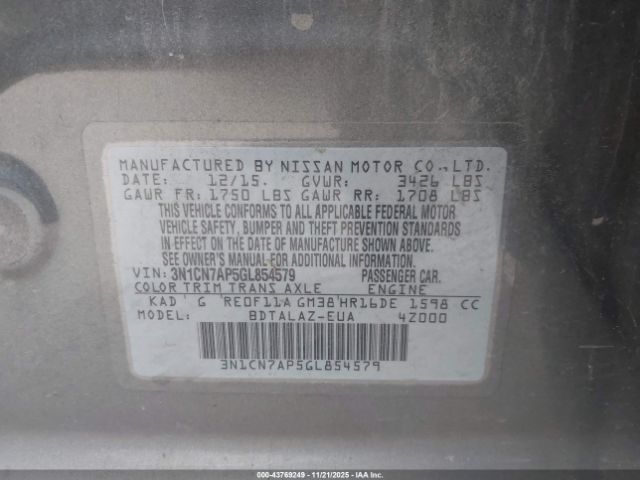 MANUFACTURED BY NISSAN MOTOR CO.,LTD.
DATE: 12/15. GVWR: 3426 LBS
GAWR FR: 1750 LBS GAWR RR: 1708 LBS
THIS VEHICLE CONFORMS TO ALL APPLICABLE FEDERAL MOTOR
VEHICLE SAFETY, BUMPER AND THEFT PREVENTION STANDARDS
IN EFFECT ON THE DATE OF MANUFACTURE SHOWN ABOVE.
SEE OWNER'S MANUAL FOR ADDITIONAL INFORMATION.
VIN: 3N1CN7AP5GL854579 PASSENGER CAR.
COLOR TRIM TRANS AXLE ENGINE
KAD G RE0F11A GM38 HR16DE 1598 CC
MODEL: BDTALAZ-EUA 4Z000
3N1CN7AP5GL854579
000-43769249 - 11/21/2025 - IAAI.COM